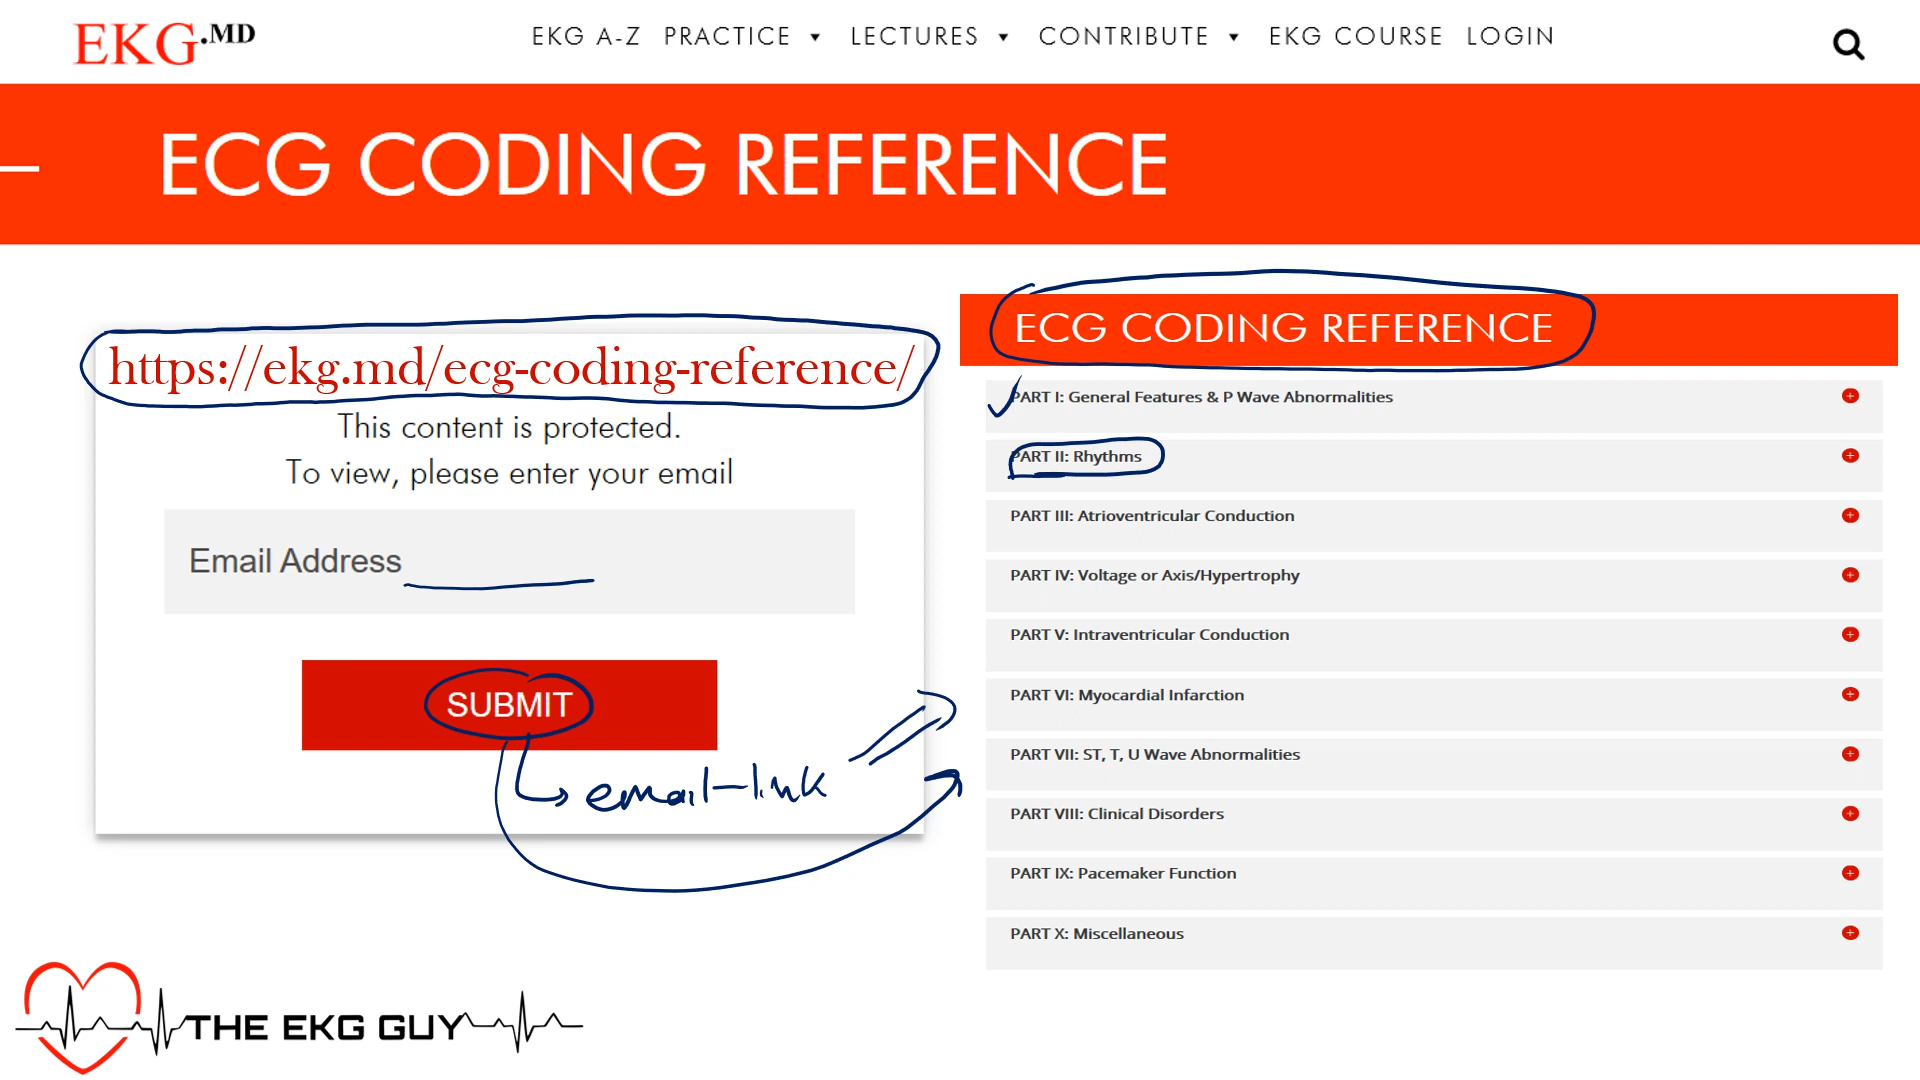 EKG.MD
EKG A-Z PRACTICE LECTURES CONTRIBUTE EKG COURSE LOGIN
ECG CODING REFERENCE
https://ekg.md/ecg-coding-reference/
This content is protected.
To view, please enter your email
Email Address
SUBMIT
email-link
ECG CODING REFERENCE
PART I: General Features & P Wave Abnormalities
PART II: Rhythms
PART III: Atrioventricular Conduction
PART IV: Voltage or Axis/Hypertrophy
PART V: Intraventricular Conduction
PART VI: Myocardial Infarction
PART VII: ST, T, U Wave Abnormalities
PART VIII: Clinical Disorders
PART IX: Pacemaker Function
PART X: Miscellaneous
THE EKG GUY